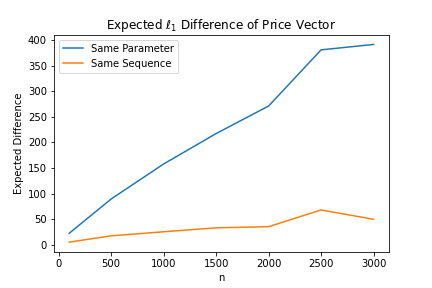 Expected ℓ₁ Difference of Price Vector
Same Parameter
Same Sequence
Expected Difference
400
350
300
250
200
150
100
50
0
0 500 1000 1500 2000 2500 3000
n